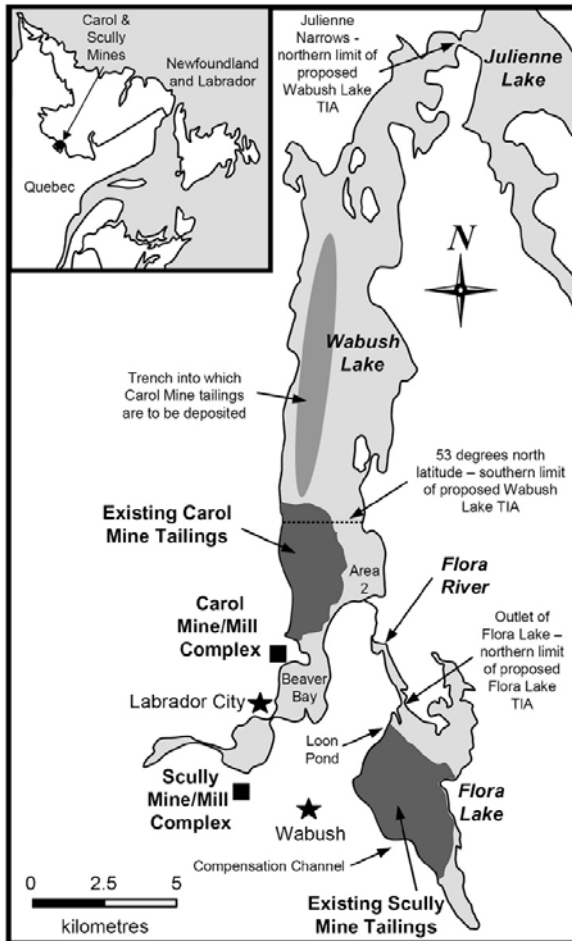 Carol &
Scully
Mines
Newfoundland
and Labrador
Quebec
Julienne
Narrows -
northern limit of
proposed
Wabush Lake
TIA
Julienne
Lake
N
Wabush
Lake
Trench into which
Carol Mine tailings
are to be deposited
53 degrees north
latitude – southern limit
of proposed Wabush
Lake TIA
Existing Carol
Mine Tailings
Area
2
Flora
River
Carol
Mine/Mill
Complex
Outlet of
Flora Lake –
northern limit
of proposed
Flora Lake
TIA
Beaver
Bay
Labrador City
Loon
Pond
Scully
Mine/Mill
Complex
Flora
Lake
Wabush
Compensation Channel
Existing Scully
Mine Tailings
0 2.5 5
kilometres